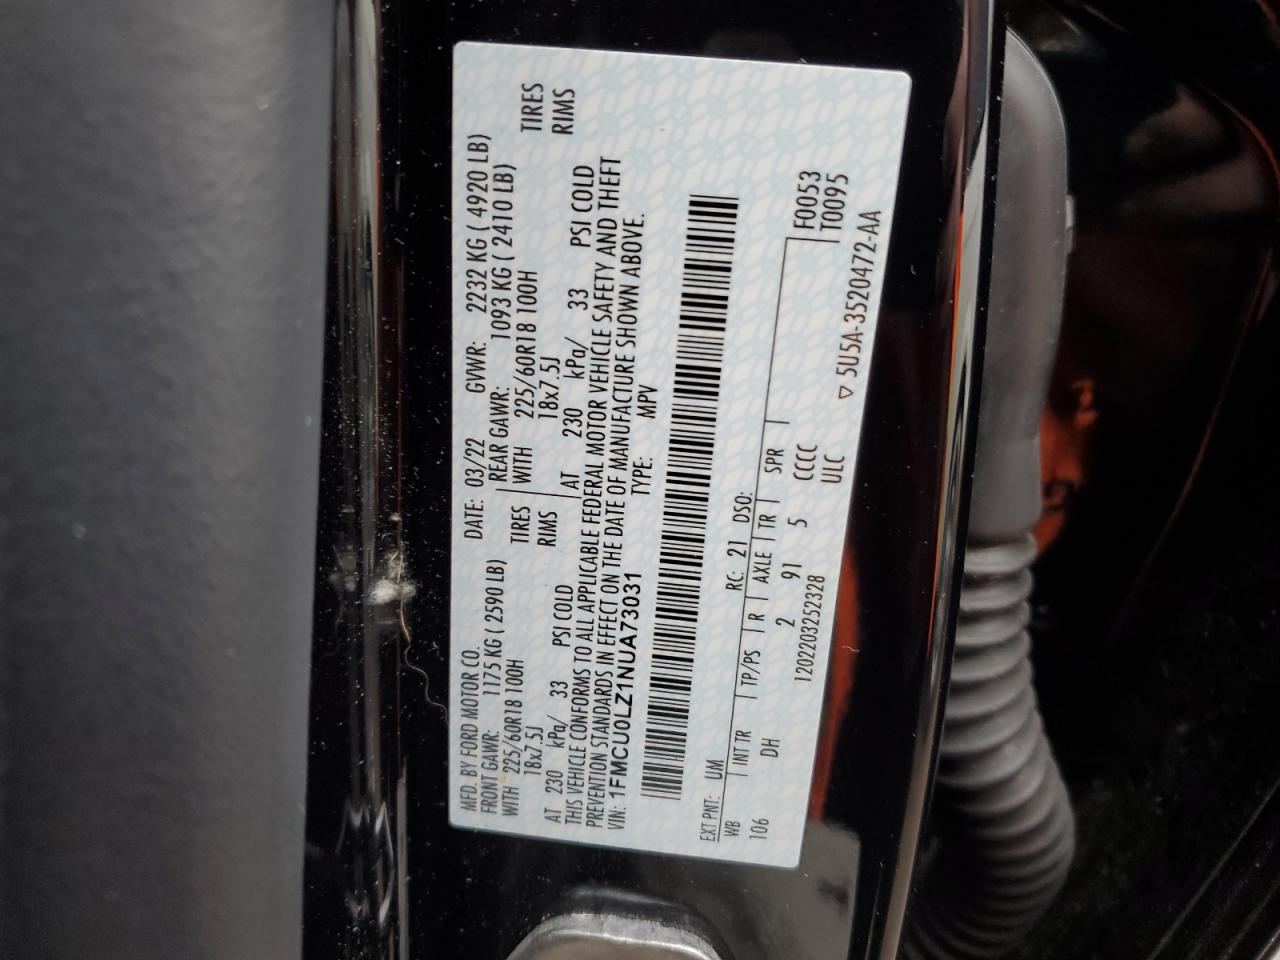 MFD. BY FORD MOTOR CO. DATE: 03/22 GVWR: 2232 KG ( 4920 LB)
FRONT GAWR: 1175 KG ( 2590 LB) REAR GAWR: 1093 KG ( 2410 LB)
WITH 225/60R18 100H TIRES WITH 225/60R18 100H TIRES
18x7.5J RIMS 18x7.5J RIMS
AT 230 kPa/ 33 PSI COLD AT 230 kPa/ 33 PSI COLD
THIS VEHICLE CONFORMS TO ALL APPLICABLE FEDERAL MOTOR VEHICLE SAFETY AND THEFT
PREVENTION STANDARDS IN EFFECT ON THE DATE OF MANUFACTURE SHOWN ABOVE.
VIN: 1FMCU0LZ1NUA73031 TYPE: MPV
EXT PNT: UM RC: 21 DSO:
WB INT TR TP/PS R AXLE TR SPR F0053
106 DH 2 91 5 CCCC T0095
1202203252328 ULC
▽ 5U5A-3520472-AA